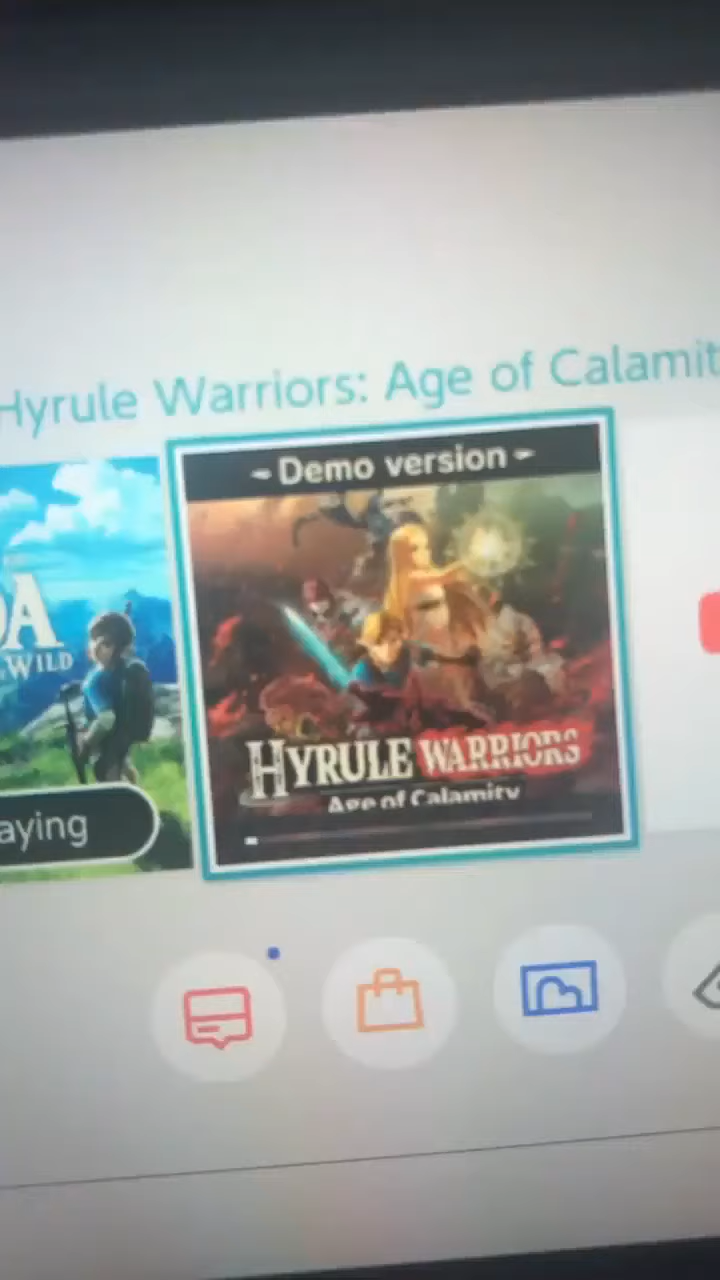 Hyrule Warriors: Age of Calamit
Demo version
DA
WILD
HYRULE WARRIORS
Age of Calamity
aying